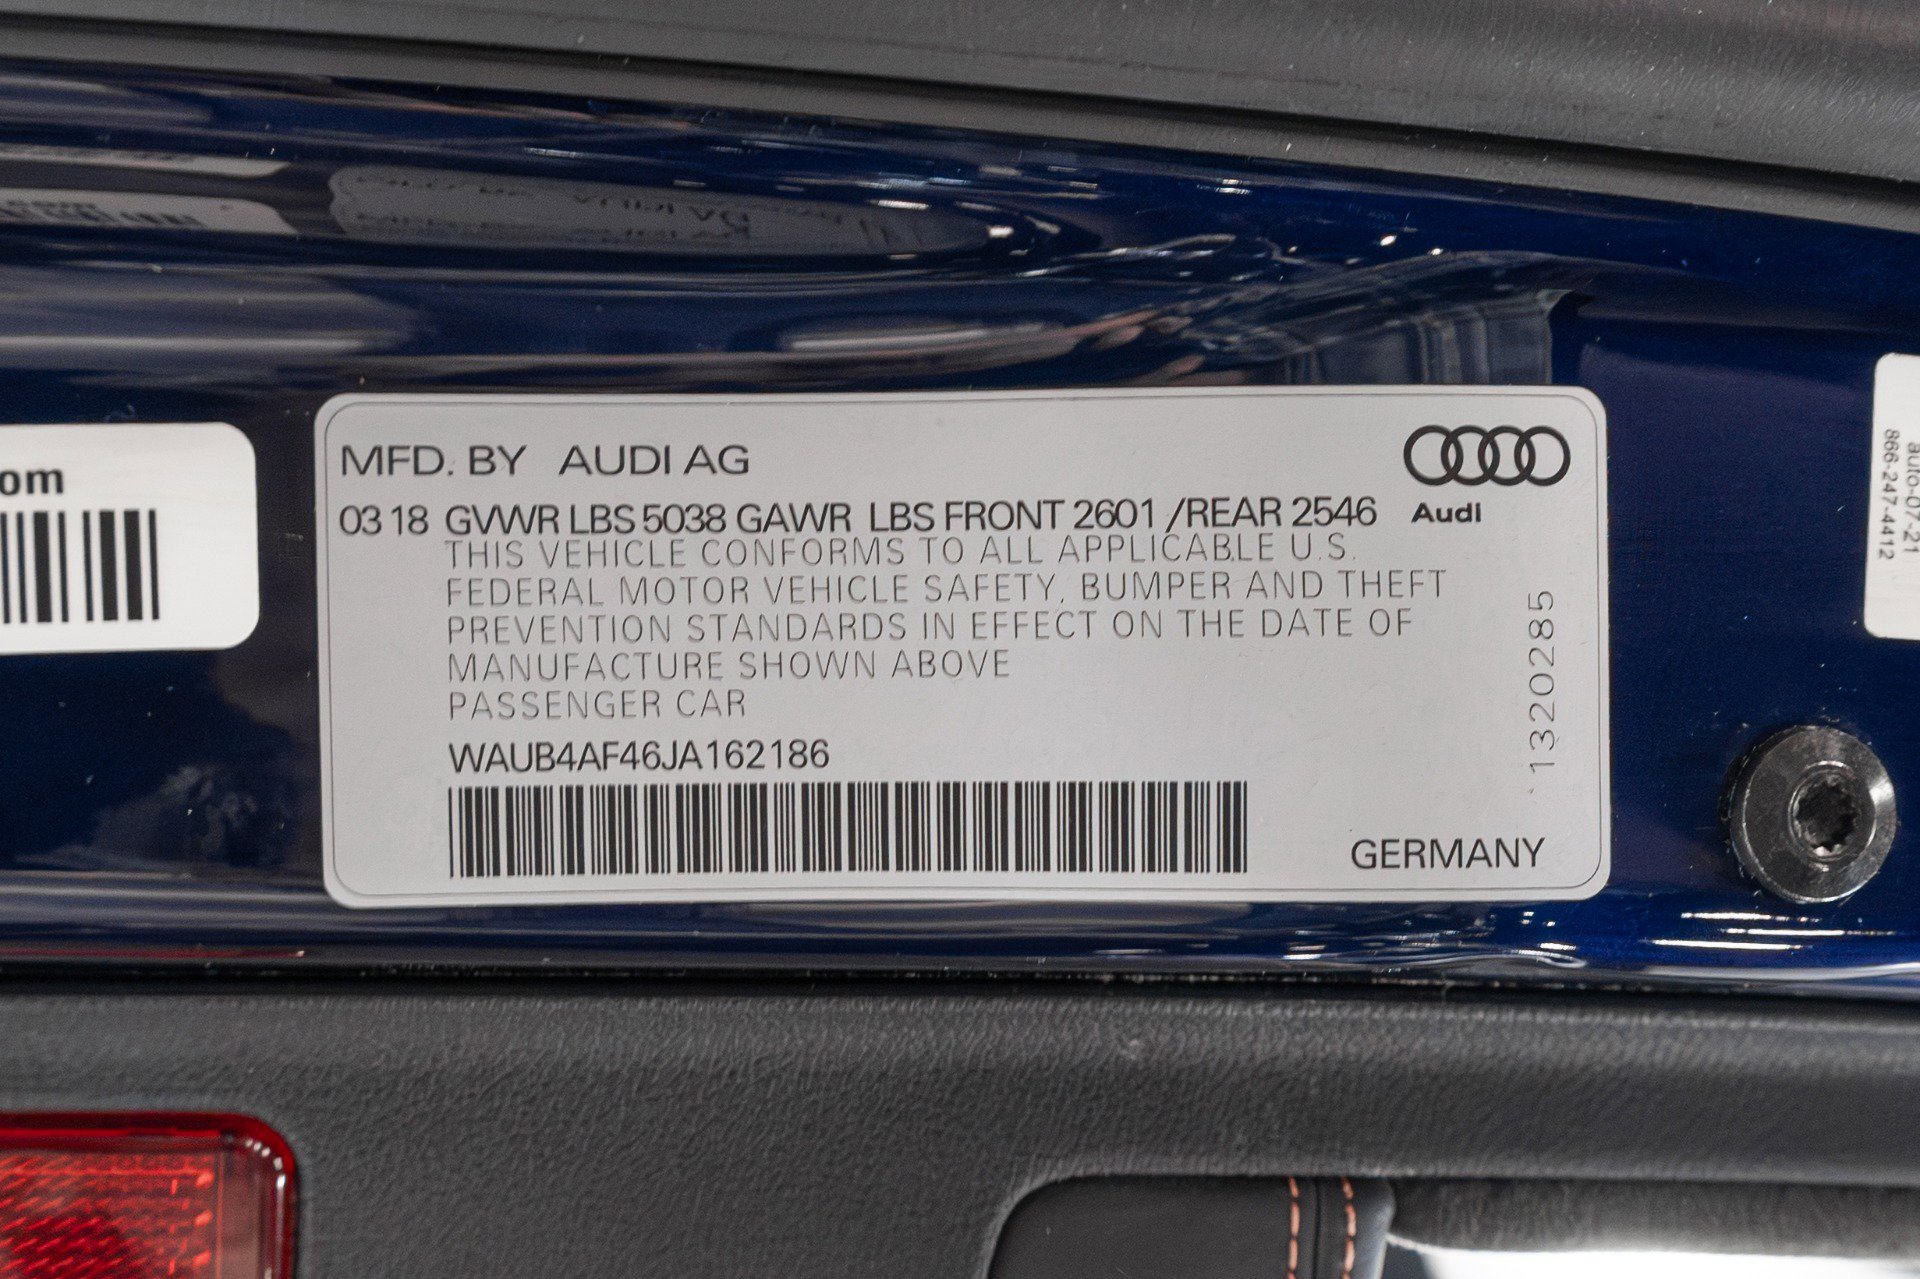 MFD. BY AUDI AG
03 18 GVWR LBS 5038 GAWR LBS FRONT 2601 /REAR 2546
Audi
THIS VEHICLE CONFORMS TO ALL APPLICABLE U.S.
FEDERAL MOTOR VEHICLE SAFETY, BUMPER AND THEFT
PREVENTION STANDARDS IN EFFECT ON THE DATE OF
MANUFACTURE SHOWN ABOVE
PASSENGER CAR
WAUB4AF46JA162186
1320285
GERMANY
om
auto-07-21
866-247-4412